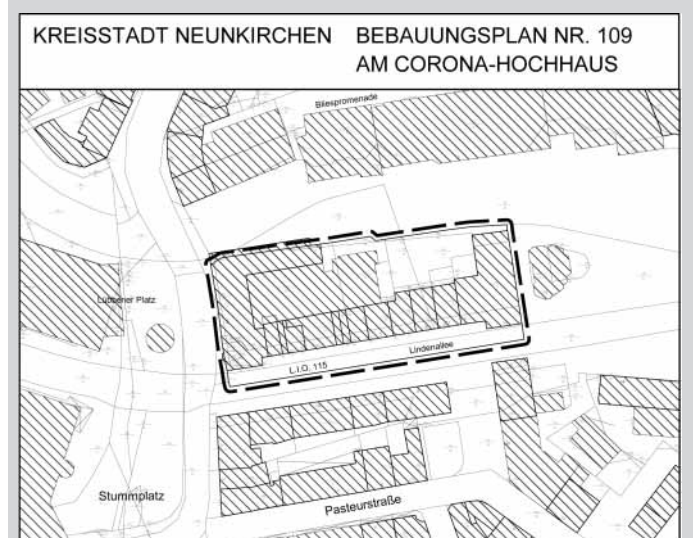 KREISSTADT NEUNKIRCHEN BEBAUUNGSPLAN NR. 109
AM CORONA-HOCHHAUS
Bliespromenade
Lübbener Platz
Lindenallee
L.I.O. 115
Stummplatz
Pasteurstraße